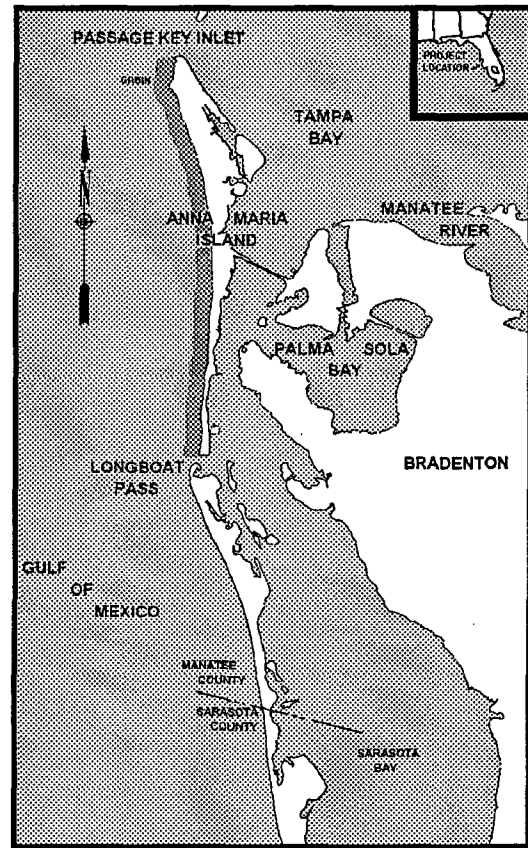 PASSAGE KEY INLET
PROJECT
LOCATION
GROIN
TAMPA
BAY
N
MANATEE
RIVER
ANNA MARIA
ISLAND
PALMA SOLA
BAY
LONGBOAT
PASS
BRADENTON
GULF
OF
MEXICO
MANATEE
COUNTY
SARASOTA
COUNTY
SARASOTA
BAY